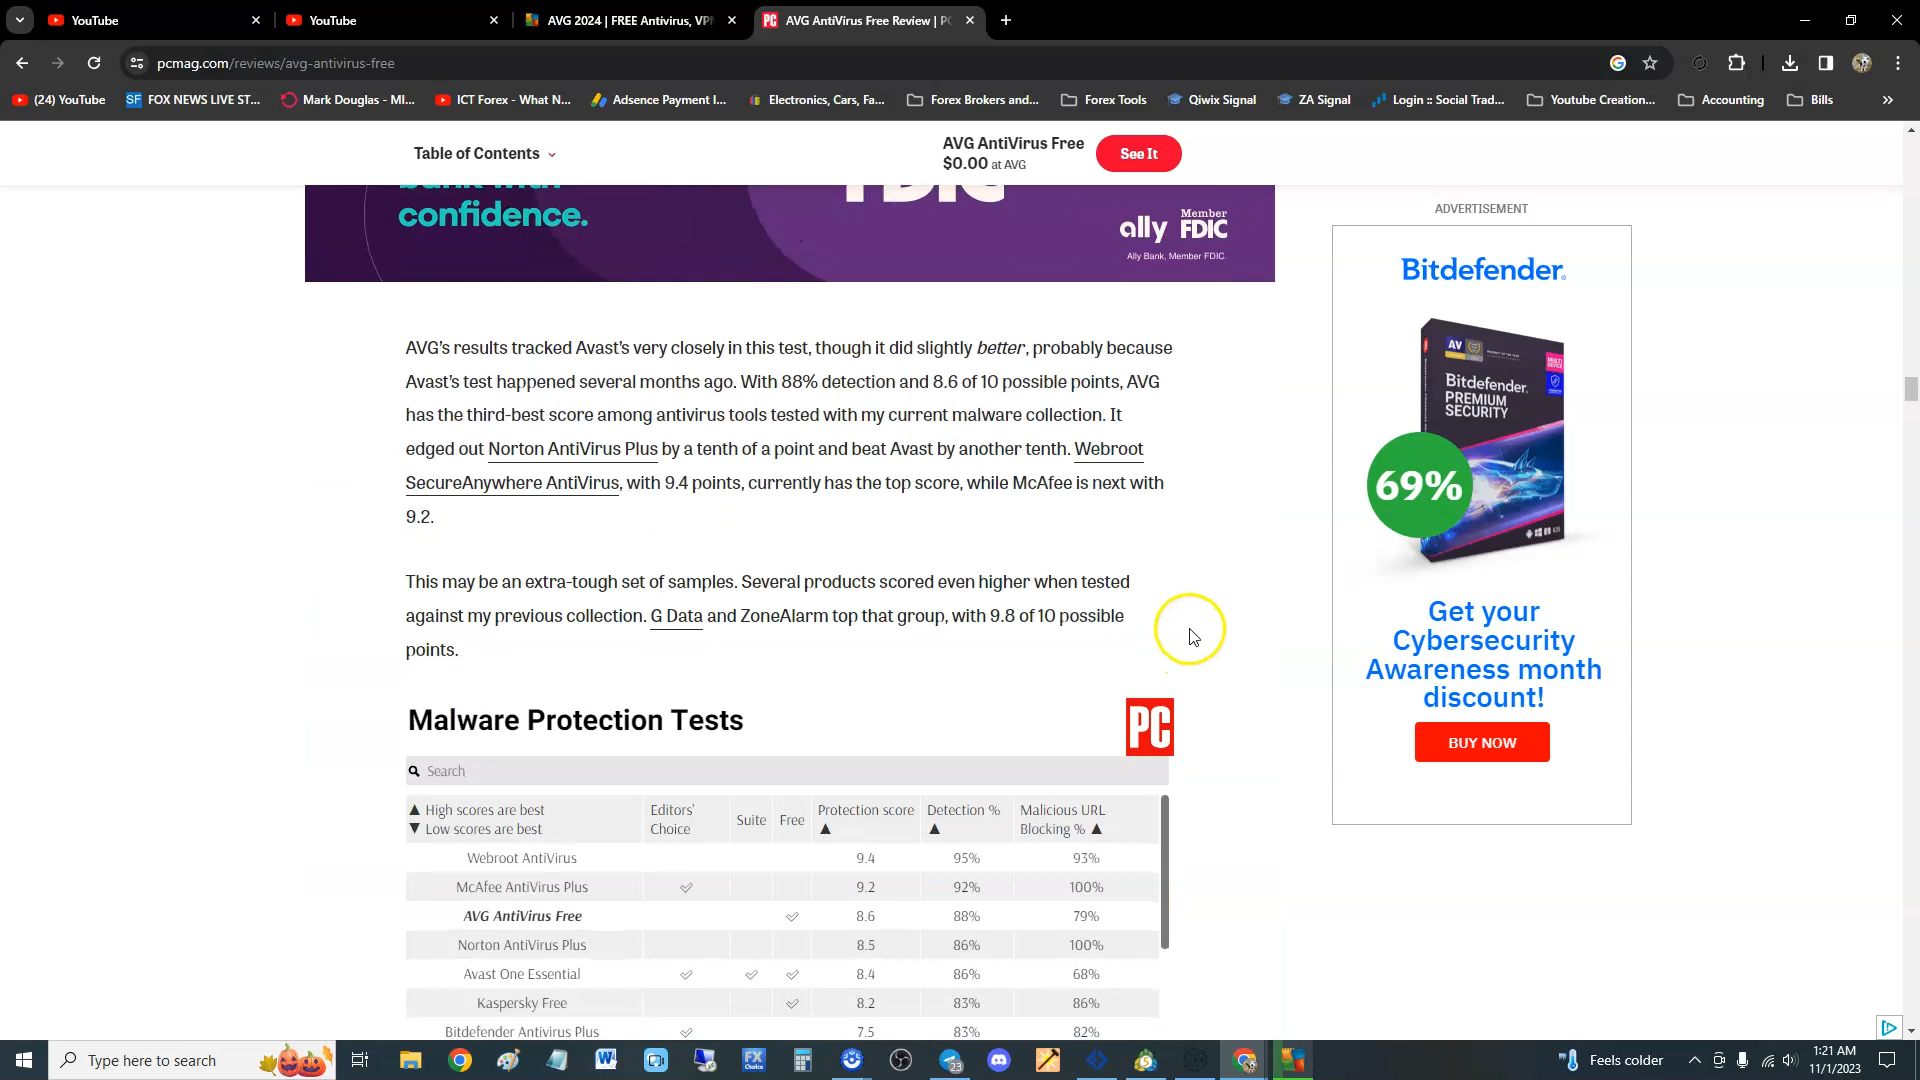 YouTube
YouTube
AVG 2024 | FREE Antivirus, VPN
AVG AntiVirus Free Review | PC
pcmag.com/reviews/avg-antivirus-free
(24) YouTube
FOX NEWS LIVE ST...
Mark Douglas - MI...
ICT Forex - What N...
Adsence Payment I...
Electronics, Cars, Fa...
Forex Brokers and...
Forex Tools
Qiwix Signal
ZA Signal
Login :: Social Trad...
Youtube Creation...
Accounting
Bills
Table of Contents
AVG AntiVirus Free
$0.00 at AVG
See It
bank with
confidence.
FDIC
ally Member FDIC
Ally Bank, Member FDIC.
AVG's results tracked Avast's very closely in this test, though it did slightly better, probably because
Avast's test happened several months ago. With 88% detection and 8.6 of 10 possible points, AVG
has the third-best score among antivirus tools tested with my current malware collection. It
edged out Norton AntiVirus Plus by a tenth of a point and beat Avast by another tenth. Webroot
SecureAnywhere AntiVirus, with 9.4 points, currently has the top score, while McAfee is next with
9.2.
This may be an extra-tough set of samples. Several products scored even higher when tested
against my previous collection. G Data and ZoneAlarm top that group, with 9.8 of 10 possible
points.
Malware Protection Tests
PC
Search
▲ High scores are best
▼ Low scores are best
Editors' Choice
Suite
Free
Protection score ▲
Detection % ▲
Malicious URL Blocking % ▲
Webroot AntiVirus 9.4 95% 93%
McAfee AntiVirus Plus 9.2 92% 100%
AVG AntiVirus Free 8.6 88% 79%
Norton AntiVirus Plus 8.5 86% 100%
Avast One Essential 8.4 86% 68%
Kaspersky Free 8.2 83% 86%
Bitdefender Antivirus Plus 7.5 83% 82%
ADVERTISEMENT
Bitdefender
AV
Bitdefender
PREMIUM
SECURITY
69%
Get your
Cybersecurity
Awareness month
discount!
BUY NOW
Type here to search
23
Feels colder
1:21 AM
11/1/2023